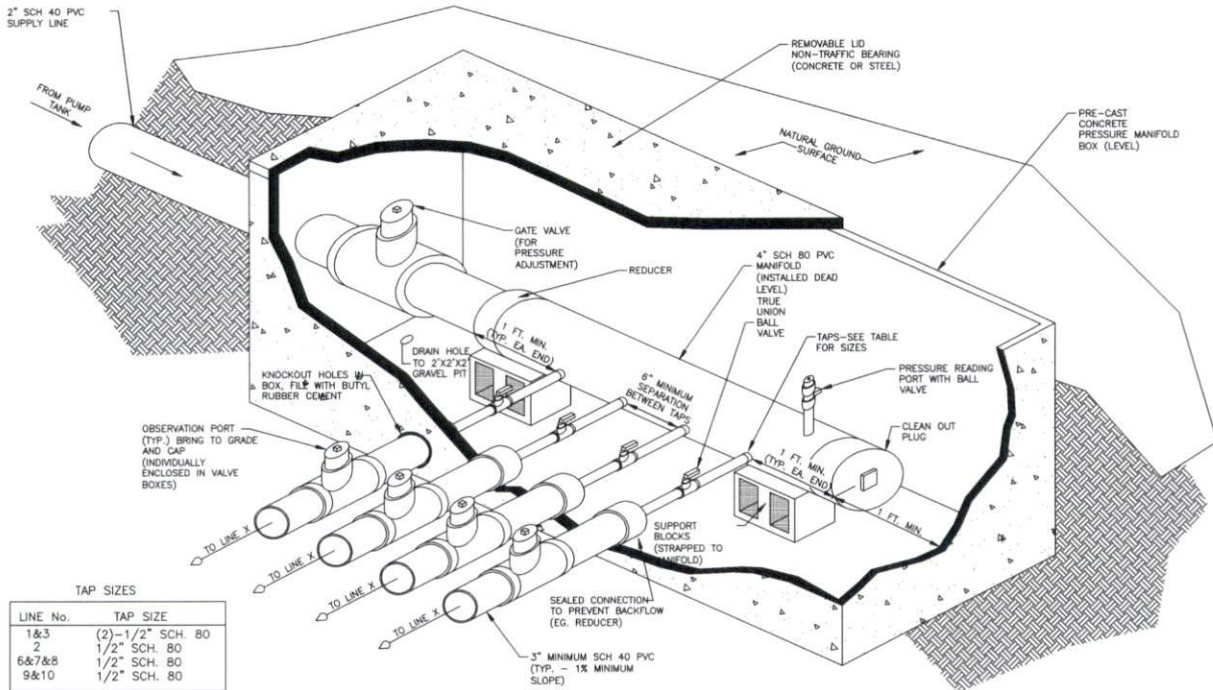 2" SCH 40 PVC
SUPPLY LINE
FROM PUMP
TANK
REMOVABLE LID
NON-TRAFFIC BEARING
(CONCRETE OR STEEL)
NATURAL GROUND
SURFACE
PRE-CAST
CONCRETE
PRESSURE MANIFOLD
BOX (LEVEL)
GATE VALVE
(FOR
PRESSURE
ADJUSTMENT)
REDUCER
4" SCH 80 PVC
MANIFOLD
(INSTALLED DEAD
LEVEL)
TRUE
UNION
BALL
VALVE
1 FT. MIN.
(TYP. EA. END)
TAPS-SEE TABLE
FOR SIZES
DRAIN HOLE
TO 2'X2'X2'
GRAVEL PIT
KNOCKOUT HOLES IN
BOX, FILL WITH BUTYL
RUBBER CEMENT
6" MINIMUM
SEPARATION
BETWEEN TAPS
PRESSURE READING
PORT WITH BALL
VALVE
CLEAN OUT
PLUG
OBSERVATION PORT
(TYP.) BRING TO GRADE
AND CAP
(INDIVIDUALLY
ENCLOSED IN VALVE
BOXES)
1 FT. MIN.
(TYP. EA. END)
1 FT. MIN.
SUPPORT
BLOCKS
(STRAPPED TO
MANIFOLD)
TO LINE X
TO LINE X
TO LINE X
TO LINE X
SEALED CONNECTION
TO PREVENT BACKFLOW
(EG. REDUCER)
3" MINIMUM SCH 40 PVC
(TYP. - 1% MINIMUM
SLOPE)
TAP SIZES
LINE No. TAP SIZE
1&3 (2)-1/2" SCH. 80
2 1/2" SCH. 80
6&7&8 1/2" SCH. 80
9&10 1/2" SCH. 80